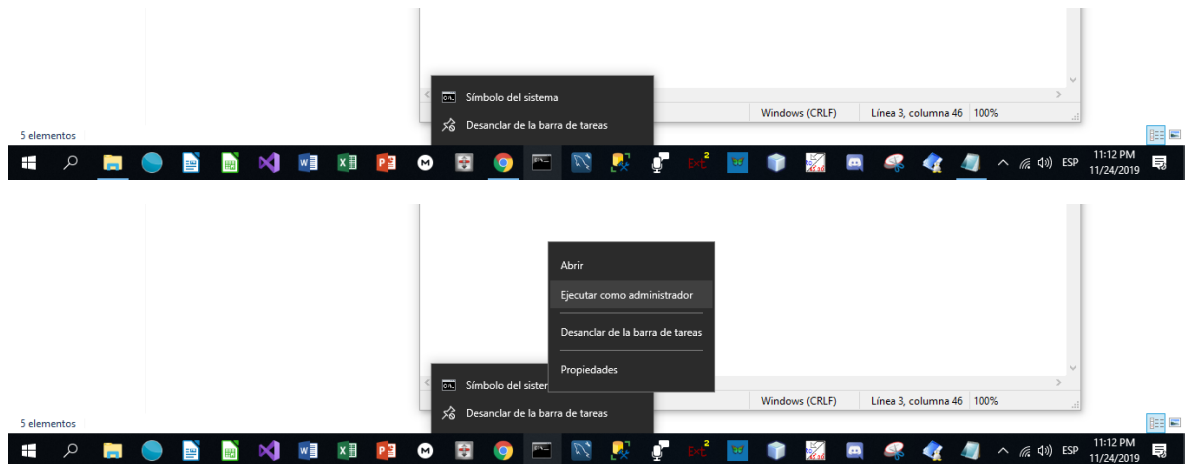 Símbolo del sistema
Desanclar de la barra de tareas
Windows (CRLF) Línea 3, columna 46 100%
5 elementos
ESP 11:12 PM
11/24/2019
Abrir
Ejecutar como administrador
Desanclar de la barra de tareas
Propiedades
Símbolo del sister
Desanclar de la barra de tareas
Windows (CRLF) Línea 3, columna 46 100%
5 elementos
ESP 11:12 PM
11/24/2019